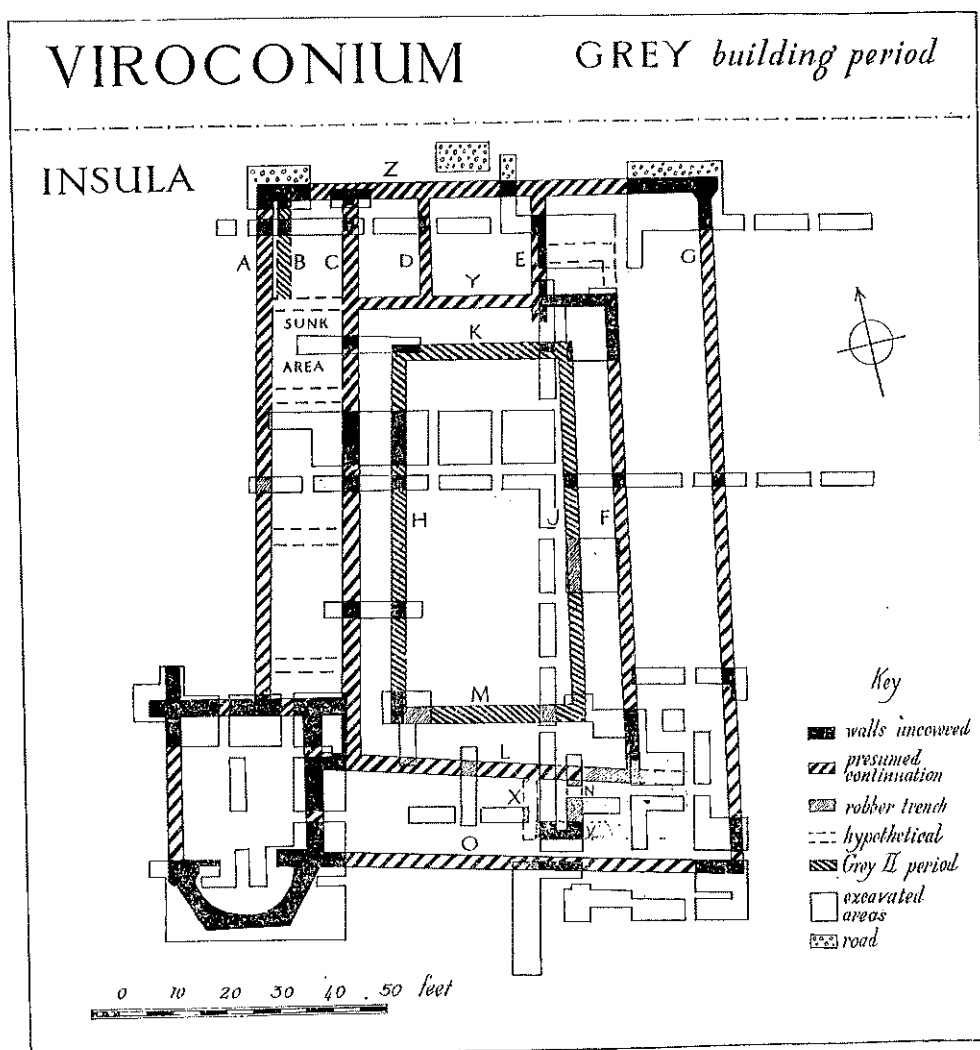 VIROCONIUM GREY building period
INSULA
Z
A B C D E G
Y
SUNK
K
AREA
H J F
M
L
X N
O
Key
walls uncovered
presumed continuation
robber trench
hypothetical
Grey II period
excavated areas
road
0 10 20 30 40 50 feet